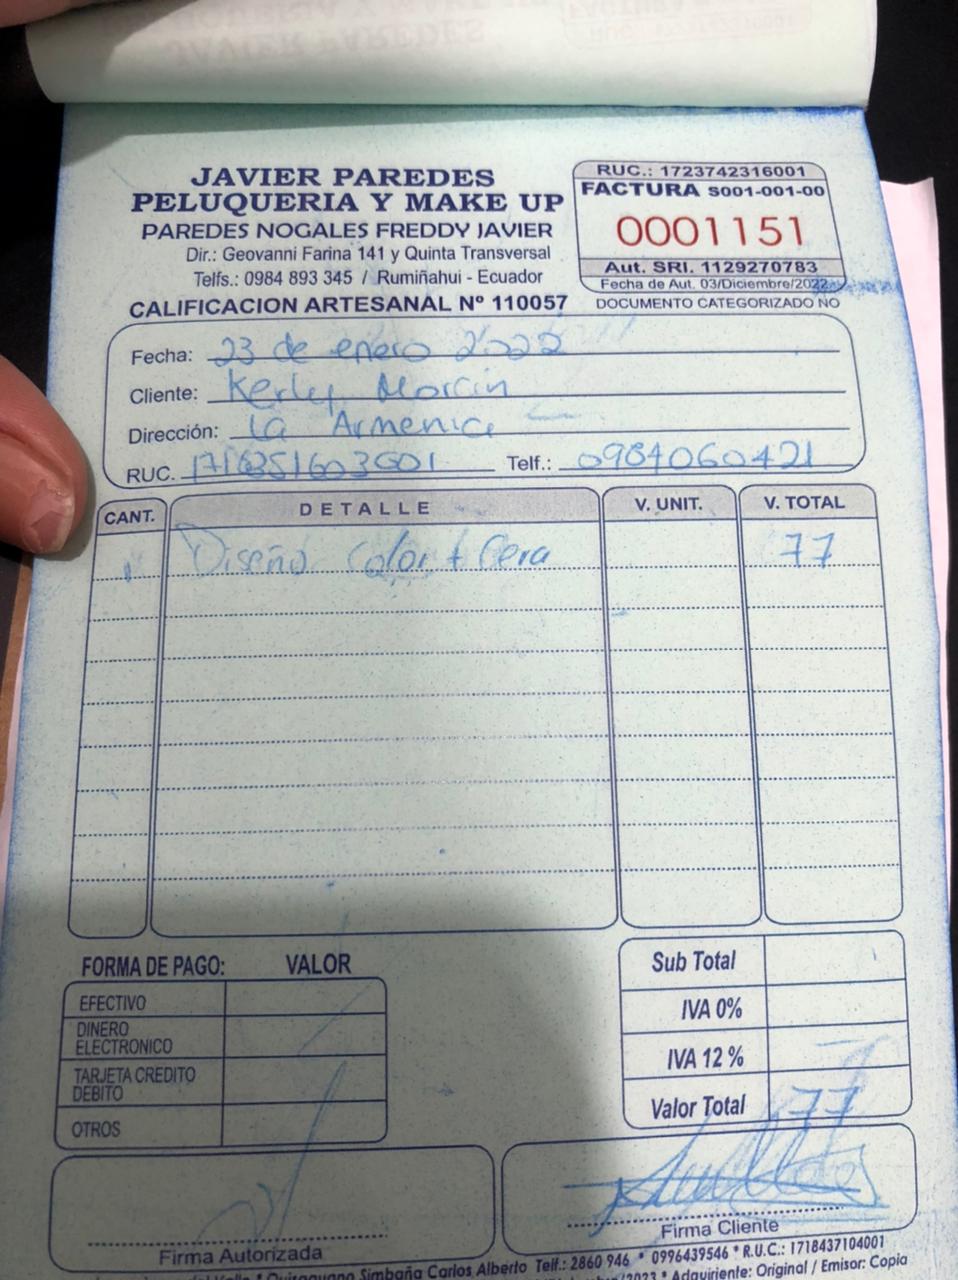 JAVIER PAREDES
PELUQUERIA Y MAKE UP
PAREDES NOGALES FREDDY JAVIER
Dir.: Geovanni Farina 141 y Quinta Transversal
Telfs.: 0984 893 345 / Rumiñahui - Ecuador
CALIFICACION ARTESANAL Nº 110057
RUC.: 1723742316001
FACTURA S001-001-00
0001151
Aut. SRI. 1129270783
Fecha de Aut. 03/Diciembre/2022
DOCUMENTO CATEGORIZADO NO
Fecha: 23 de enero 2022
Cliente: Kerly
Dirección: La Armenia
RUC. 1716351603001 Telf.: 0984060421
CANT. DETALLE V. UNIT. V. TOTAL
1 Diseño Color + Cera 77
FORMA DE PAGO: VALOR
EFECTIVO
DINERO
ELECTRONICO
TARJETA CREDITO
DEBITO
OTROS
Sub Total
IVA 0%
IVA 12 %
Valor Total 77
Firma Autorizada
Firma Cliente
Simbaña Carlos Alberto Telf.: 2860 946 * 0996439546 * R.U.C.: 1718437104001
/2023 * Adquiriente: Original / Emisor: Copia